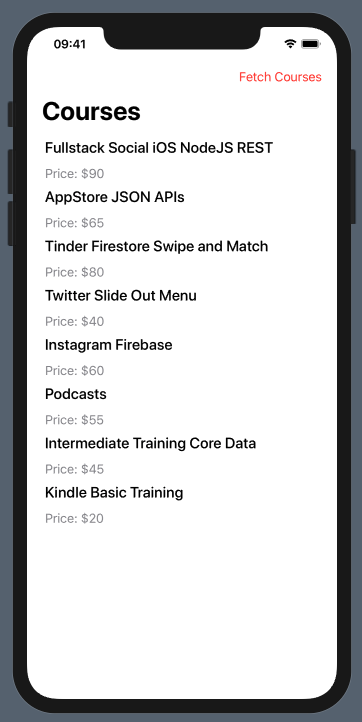 09:41
Fetch Courses
Courses
Fullstack Social iOS NodeJS REST
Price: $90
AppStore JSON APIs
Price: $65
Tinder Firestore Swipe and Match
Price: $80
Twitter Slide Out Menu
Price: $40
Instagram Firebase
Price: $60
Podcasts
Price: $55
Intermediate Training Core Data
Price: $45
Kindle Basic Training
Price: $20